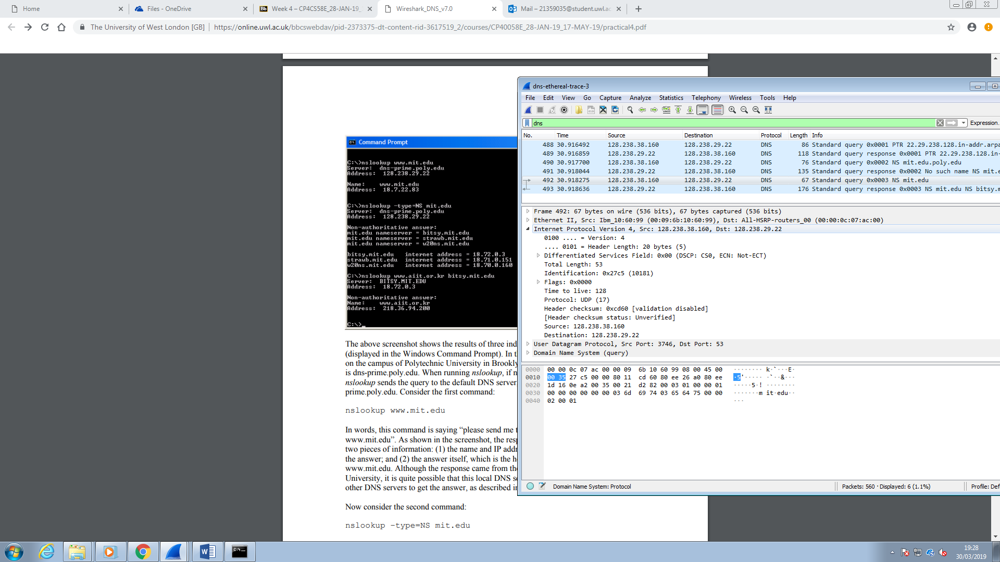 Home
Files - OneDrive
Bb Week 4 – CP4CS58E_28-JAN-19_
Wireshark_DNS_v7.0
Mail – 21359035@student.uwl.ac
The University of West London [GB] | https://online.uwl.ac.uk/bbcswebdav/pid-2373375-dt-content-rid-3617519_2/courses/CP40058E_28-JAN-19_17-MAY-19/practical4.pdf
Command Prompt
C:\>nslookup www.mit.edu
Server: dns-prime.poly.edu
Address: 128.238.29.22
Name: www.mit.edu
Address: 18.7.22.83
C:\>nslookup -type=NS mit.edu
Server: dns-prime.poly.edu
Address: 128.238.29.22
Non-authoritative answer:
mit.edu nameserver = bitsy.mit.edu
mit.edu nameserver = strawb.mit.edu
mit.edu nameserver = w20ns.mit.edu
bitsy.mit.edu internet address = 18.72.0.3
strawb.mit.edu internet address = 18.71.0.151
w20ns.mit.edu internet address = 18.70.0.160
C:\>nslookup www.aiit.or.kr bitsy.mit.edu
Server: BITSY.MIT.EDU
Address: 18.72.0.3
Non-authoritative answer:
Name: www.aiit.or.kr
Address: 218.36.94.200
C:\>_
The above screenshot shows the results of three ind
(displayed in the Windows Command Prompt). In t
on the campus of Polytechnic University in Brookly
is dns-prime.poly.edu. When running nslookup, if n
nslookup sends the query to the default DNS server,
prime.poly.edu. Consider the first command:
nslookup www.mit.edu
In words, this command is saying “please send me t
www.mit.edu”. As shown in the screenshot, the resp
two pieces of information: (1) the name and IP addr
the answer; and (2) the answer itself, which is the h
www.mit.edu. Although the response came from the
University, it is quite possible that this local DNS s
other DNS servers to get the answer, as described in
Now consider the second command:
nslookup –type=NS mit.edu
dns-ethereal-trace-3
File Edit View Go Capture Analyze Statistics Telephony Wireless Tools Help
dns
Expression.
No. Time Source Destination Protocol Length Info
488 30.916492 128.238.38.160 128.238.29.22 DNS 86 Standard query 0x0001 PTR 22.29.238.128.in-addr.arpa
489 30.916859 128.238.29.22 128.238.38.160 DNS 118 Standard query response 0x0001 PTR 22.29.238.128.in-
490 30.917700 128.238.38.160 128.238.29.22 DNS 76 Standard query 0x0002 NS mit.edu.poly.edu
491 30.918044 128.238.29.22 128.238.38.160 DNS 135 Standard query response 0x0002 No such name NS mit.e
492 30.918275 128.238.38.160 128.238.29.22 DNS 67 Standard query 0x0003 NS mit.edu
493 30.918636 128.238.29.22 128.238.38.160 DNS 176 Standard query response 0x0003 NS mit.edu NS bitsy.m
Frame 492: 67 bytes on wire (536 bits), 67 bytes captured (536 bits)
Ethernet II, Src: Ibm_10:60:99 (00:09:6b:10:60:99), Dst: All-HSRP-routers_00 (00:00:0c:07:ac:00)
Internet Protocol Version 4, Src: 128.238.38.160, Dst: 128.238.29.22
0100 .... = Version: 4
.... 0101 = Header Length: 20 bytes (5)
Differentiated Services Field: 0x00 (DSCP: CS0, ECN: Not-ECT)
Total Length: 53
Identification: 0x27c5 (10181)
Flags: 0x0000
Time to live: 128
Protocol: UDP (17)
Header checksum: 0xcd60 [validation disabled]
[Header checksum status: Unverified]
Source: 128.238.38.160
Destination: 128.238.29.22
User Datagram Protocol, Src Port: 3746, Dst Port: 53
Domain Name System (query)
0000 00 00 0c 07 ac 00 00 09 6b 10 60 99 08 00 45 00 ········ k·`···E·
0010 00 35 27 c5 00 00 80 11 cd 60 80 ee 26 a0 80 ee ·5'····· ·`··&···
0020 1d 16 0e a2 00 35 00 21 d2 82 00 03 01 00 00 01 ·····5·! ········
0030 00 00 00 00 00 00 03 6d 69 74 03 65 64 75 00 00 ·······m it·edu··
0040 02 00 01 ···
Domain Name System: Protocol
Packets: 560 · Displayed: 6 (1.1%)
Profile: Def
19:28
30/03/2019